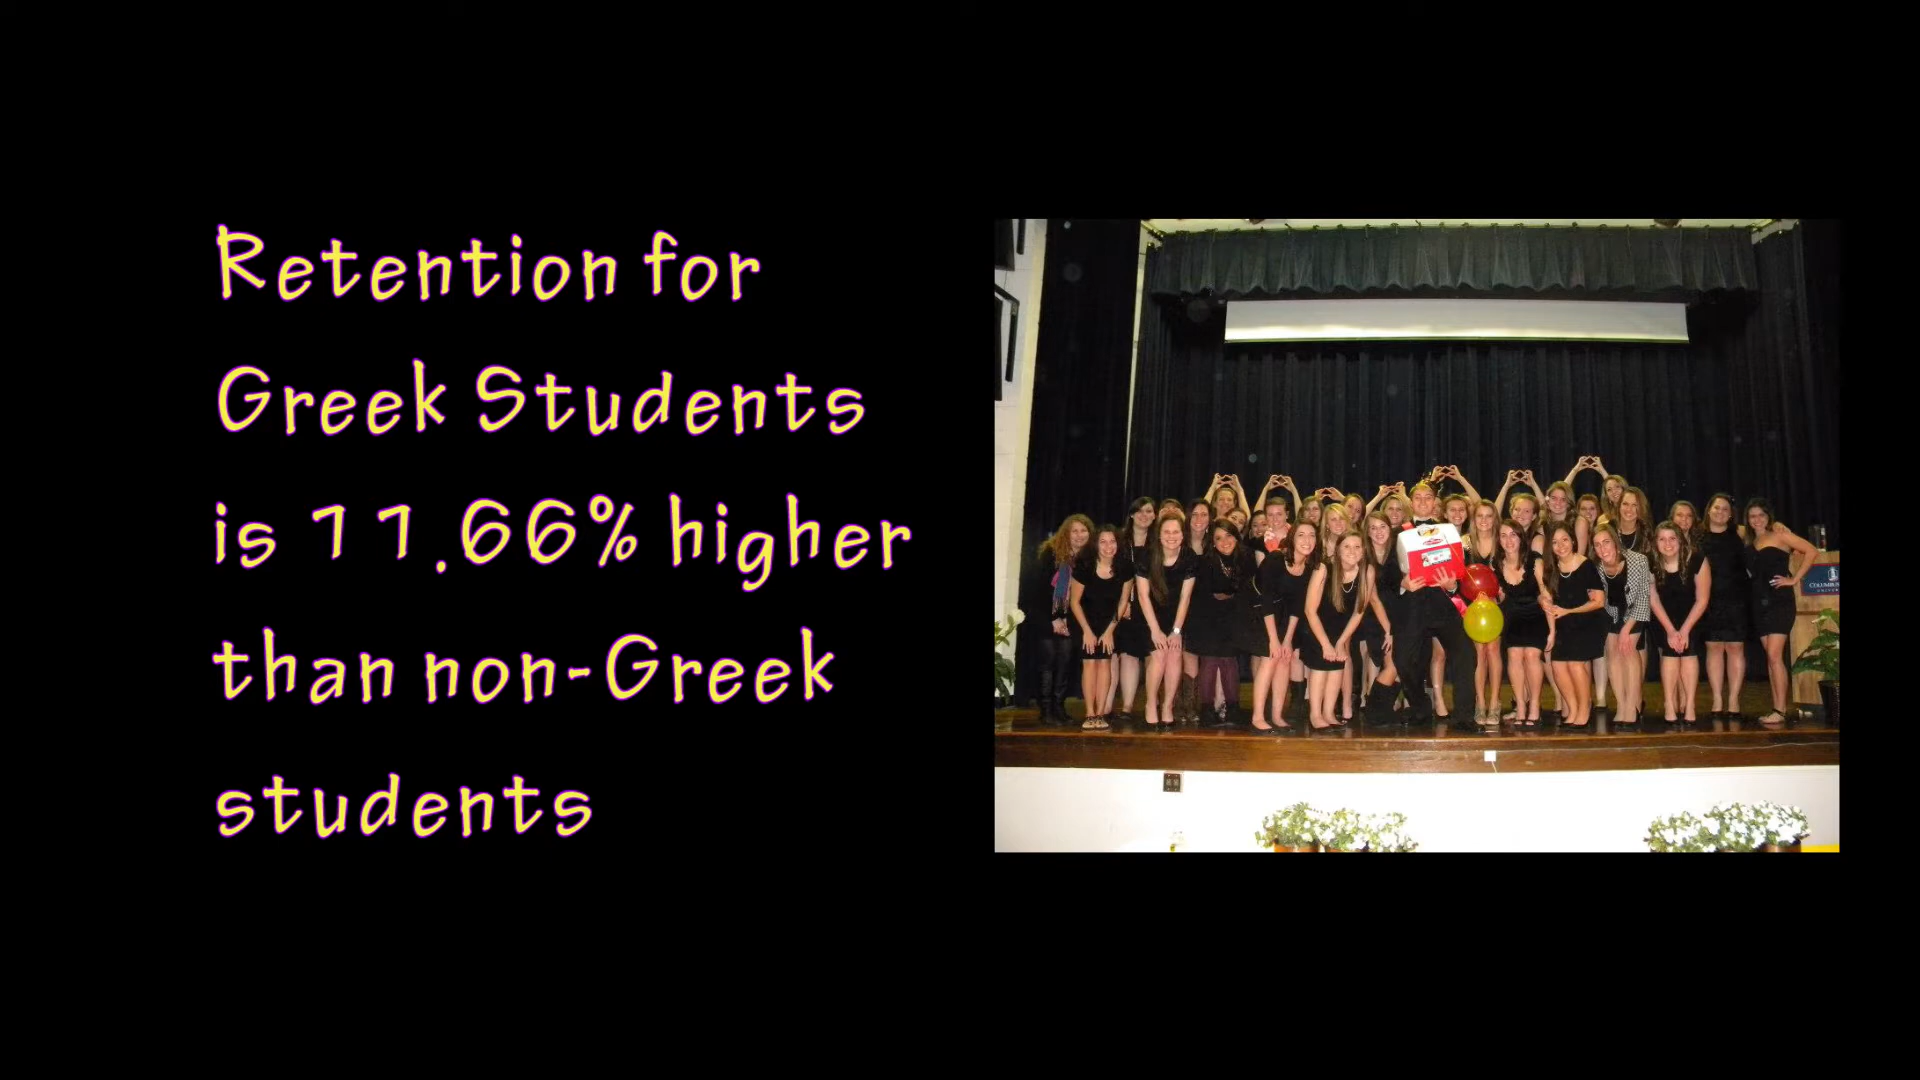 Retention for
Greek Students
is 11.66% higher
than non-Greek
students